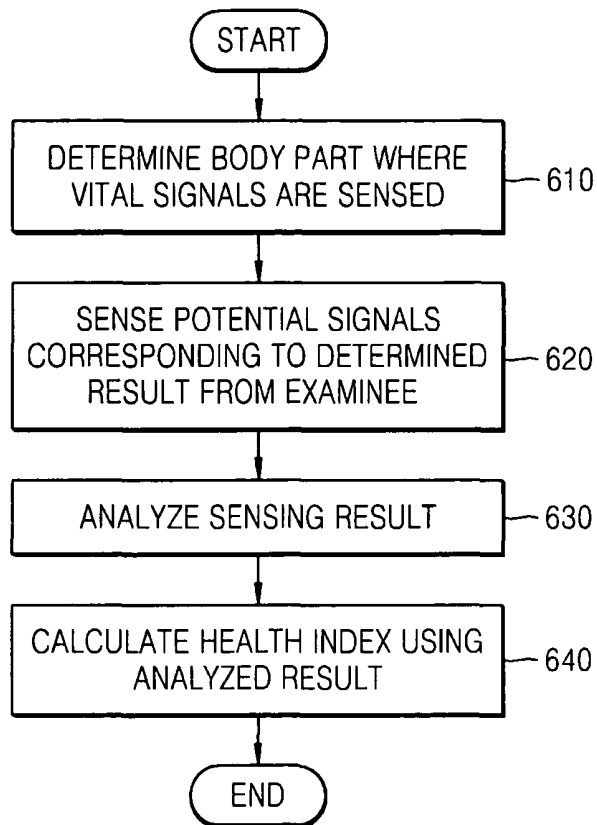 START
DETERMINE BODY PART WHERE
VITAL SIGNALS ARE SENSED
610
SENSE POTENTIAL SIGNALS
CORRESPONDING TO DETERMINED
RESULT FROM EXAMINEE
620
ANALYZE SENSING RESULT
630
CALCULATE HEALTH INDEX USING
ANALYZED RESULT
640
END